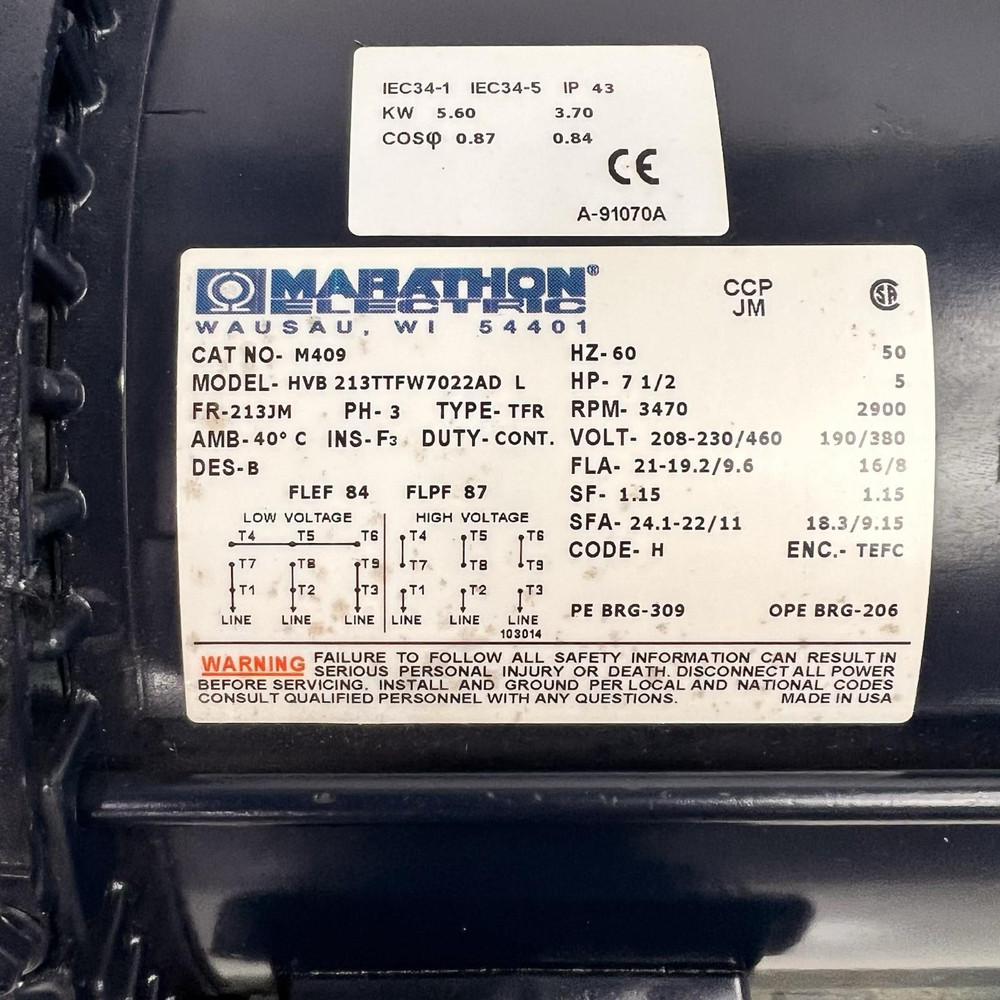 IEC34-1 IEC34-5 IP 43
KW 5.60 3.70
COSφ 0.87 0.84
CE
A-91070A
MARATHON®
ELECTRIC
WAUSAU, WI 54401
CCP
JM
SA
CAT NO- M409
MODEL- HVB 213TTFW7022AD L
FR-213JM PH- 3 TYPE- TFR
AMB- 40° C INS-F3 DUTY- CONT.
DES-B
FLEF 84 FLPF 87
HZ- 60 50
HP- 7 1/2 5
RPM- 3470 2900
VOLT- 208-230/460 190/380
FLA- 21-19.2/9.6 16/8
SF- 1.15 1.15
SFA- 24.1-22/11 18.3/9.15
CODE- H ENC.- TEFC
PE BRG-309 OPE BRG-206
LOW VOLTAGE HIGH VOLTAGE
T4 T5 T6 T4 T5 T6
T7 T8 T9 T7 T8 T9
T1 T2 T3 T1 T2 T3
LINE LINE LINE LINE LINE LINE
103014
WARNING FAILURE TO FOLLOW ALL SAFETY INFORMATION CAN RESULT IN
SERIOUS PERSONAL INJURY OR DEATH. DISCONNECT ALL POWER
BEFORE SERVICING. INSTALL AND GROUND PER LOCAL AND NATIONAL CODES
CONSULT QUALIFIED PERSONNEL WITH ANY QUESTIONS. MADE IN USA